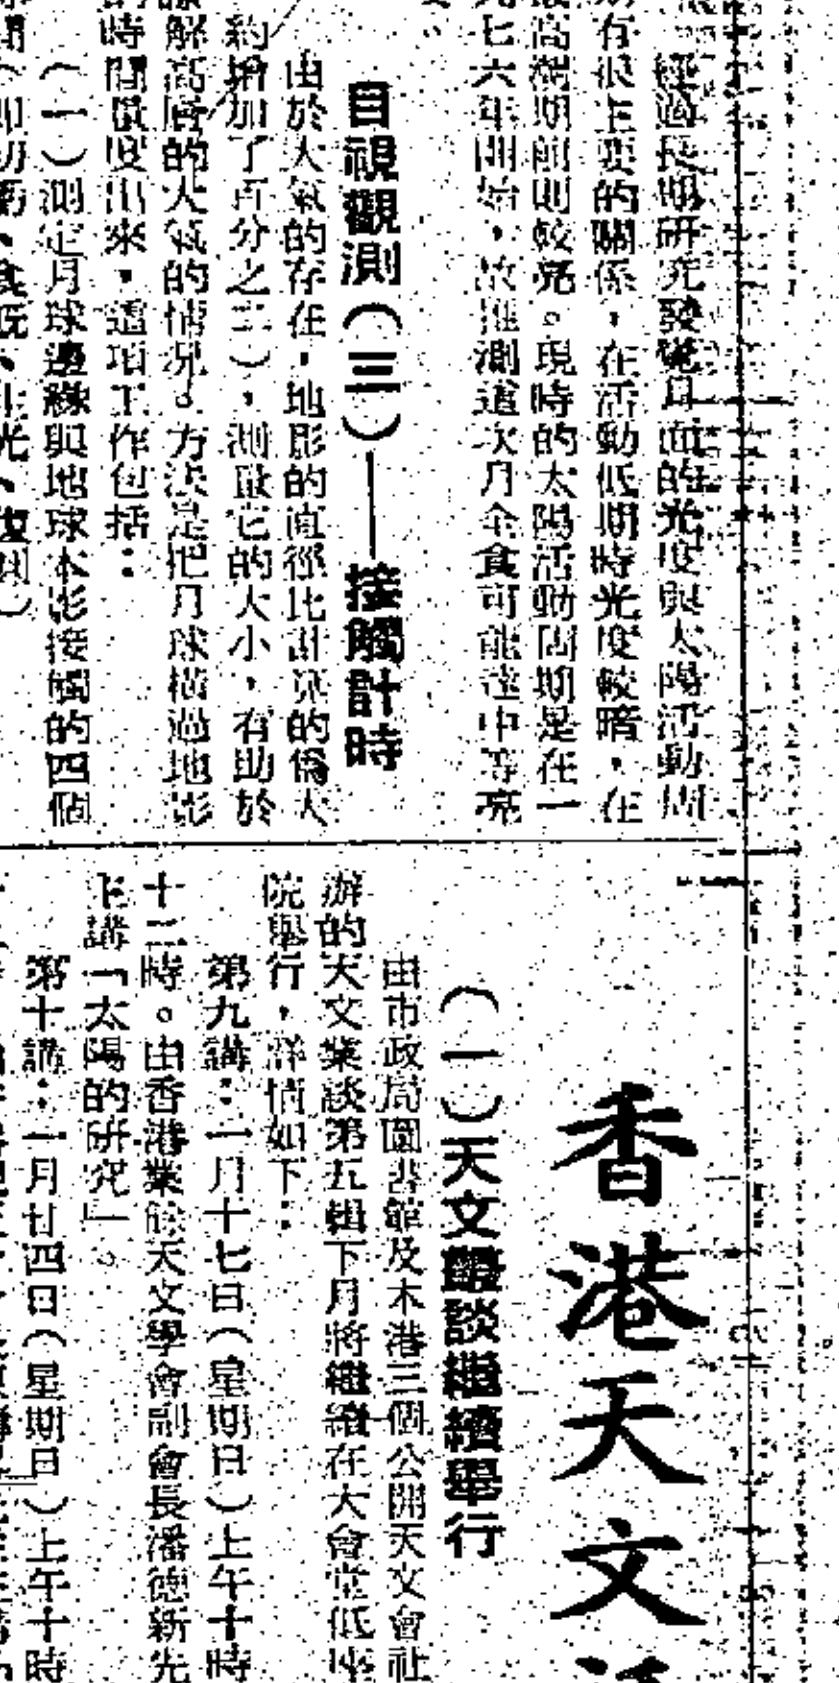 經過長期研究發覺月面的光度與太陽活動周
期有很主要的關係，在活動低期時光度較暗，在
最高潮期前則較亮。現時的太陽活動周期是在一
九七六年開始，故推測這次月全食可能達中等亮
度。
目視觀測（三）——接觸計時
由於大氣的存在，地影的直徑比計算的偏大
約增加了百分之二），測量它的大小，有助於
解高層的大氣的情况。方法是把月球橫過地影
時間量度出來，這項工作包括：
（一）測定月球邊緣與地球本影接觸的四個
時間（即初虧、食既、生光、復圓）
香港天文
（一）天文叢談繼續舉行
由市政局圖書館及本港三個公開天文會社
辦的天文叢談第五輯下月將繼續在大會堂低座
院舉行，詳情如下：
第九講：一月十七日（星期日）上午十時
十二時。由香港業餘天文學會副會長潘德新先
主講「太陽的研究」。
第十講：一月廿四日（星期日）上午十時